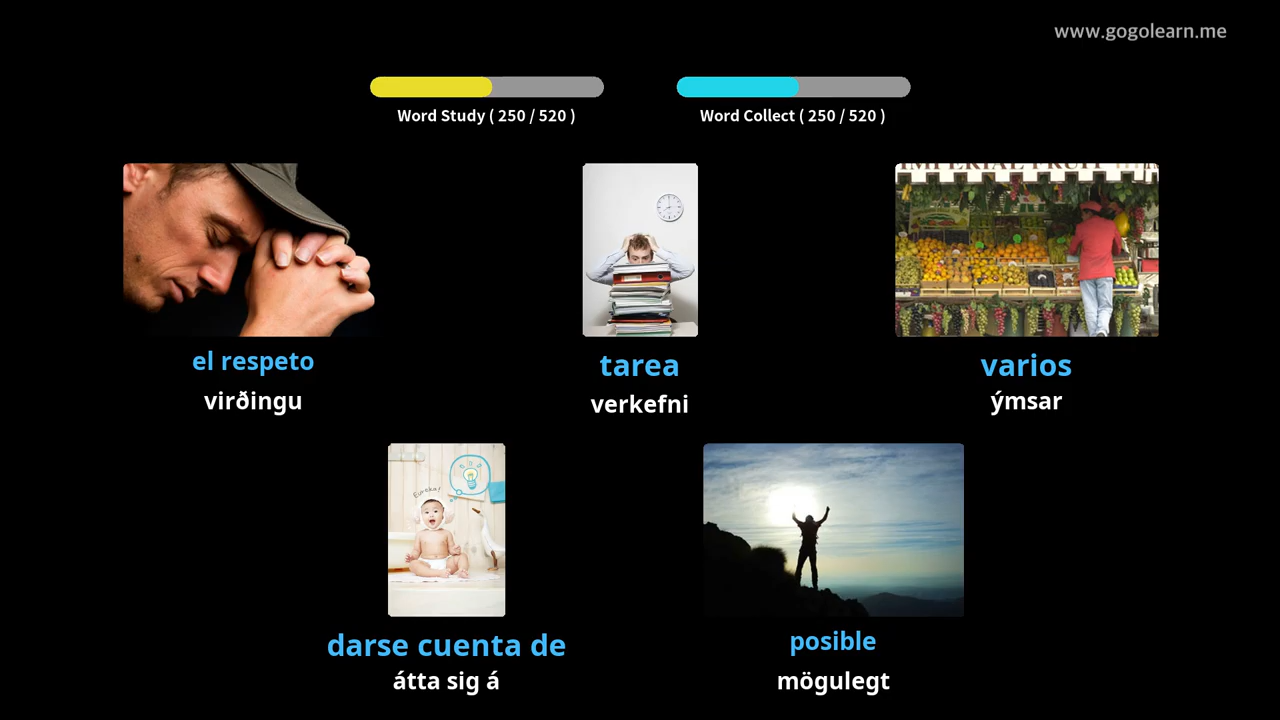 www.gogolearn.me
Word Study ( 250 / 520 )
Word Collect ( 250 / 520 )
el respeto
virðingu
tarea
verkefni
varios
ýmsar
Eureka!
darse cuenta de
átta sig á
posible
mögulegt